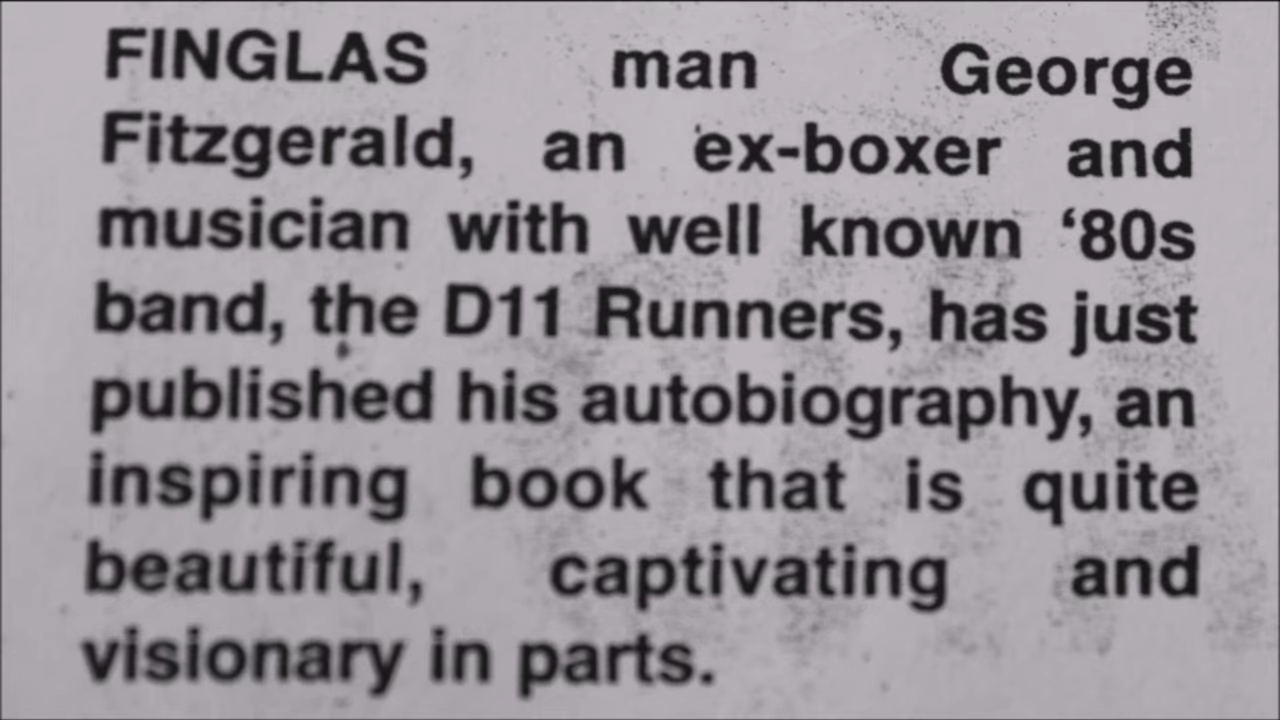 FINGLAS man George
Fitzgerald, an ex-boxer and
musician with well known ‘80s
band, the D11 Runners, has just
published his autobiography, an
inspiring book that is quite
beautiful, captivating and
visionary in parts.